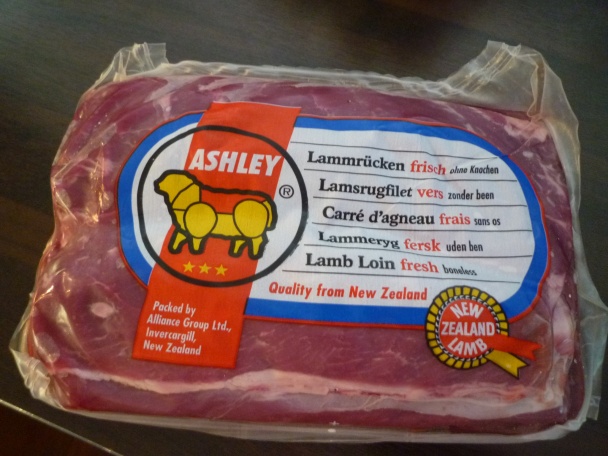 ASHLEY
®
Lammrücken frisch ohne Knochen
Lamsrugfilet vers zonder been
Carré d'agneau frais sans os
Lammeryg fersk uden ben
Lamb Loin fresh boneless
Quality from New Zealand
Packed by
Alliance Group Ltd.,
Invercargill,
New Zealand
NEW
ZEALAND
LAMB